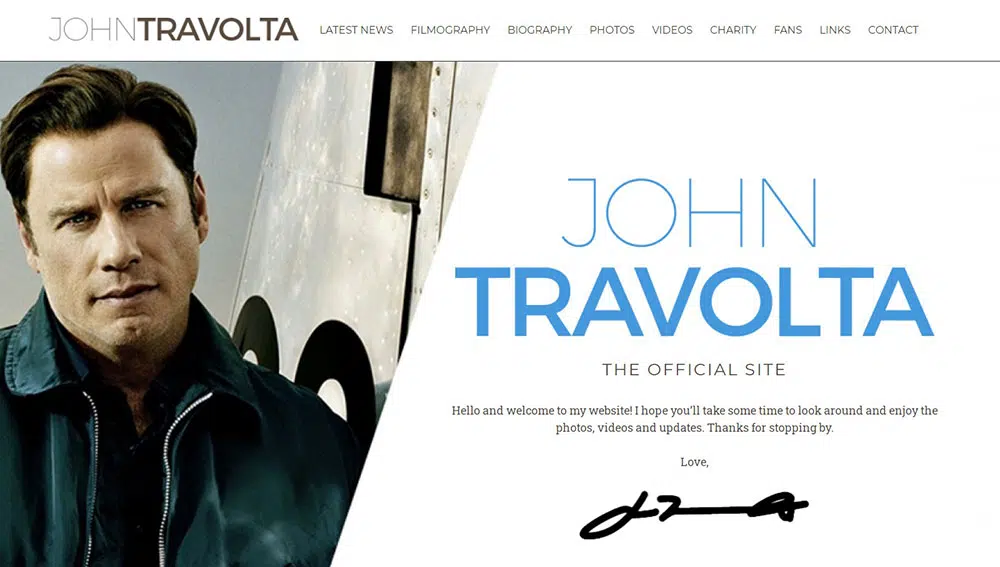 JOHNTRAVOLTA LATEST NEWS FILMOGRAPHY BIOGRAPHY PHOTOS VIDEOS CHARITY FANS LINKS CONTACT
JOHN
TRAVOLTA
THE OFFICIAL SITE
Hello and welcome to my website! I hope you'll take some time to look around and enjoy the
photos, videos and updates. Thanks for stopping by.
Love,